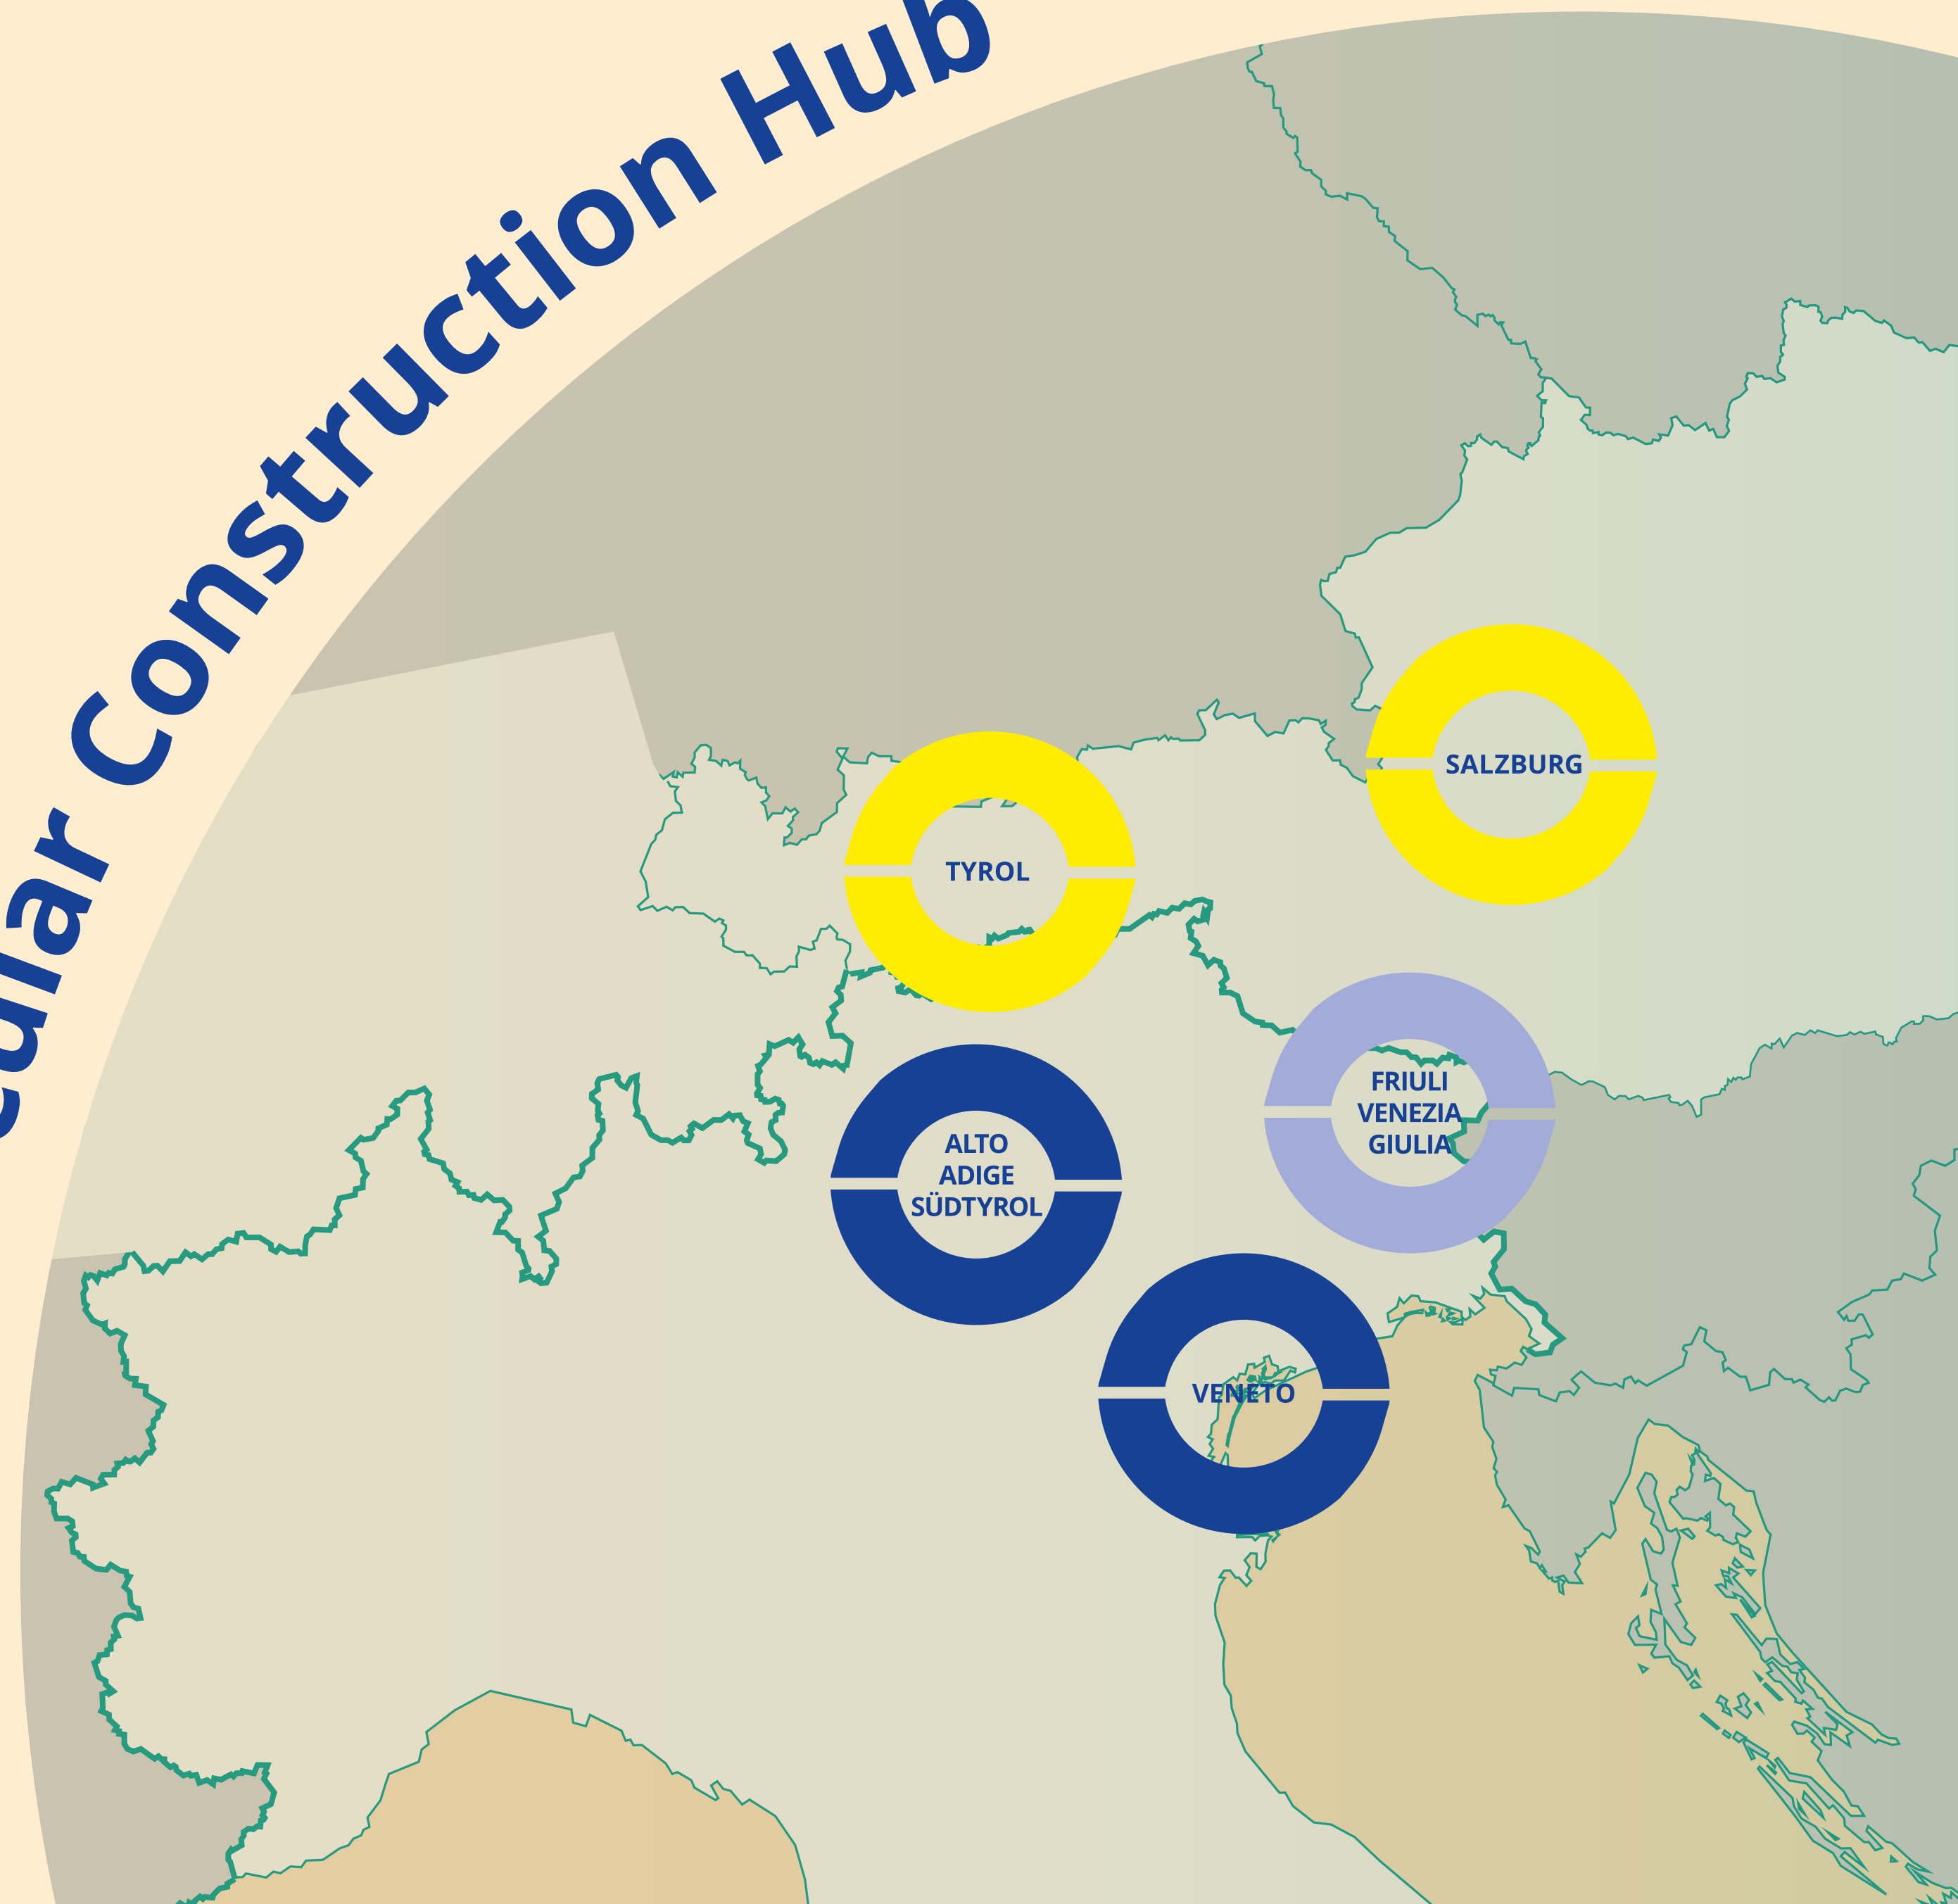 ular Construction Hub
SALZBURG
TYROL
FRIULI
VENEZIA
GIULIA
ALTO
ADIGE
SÜDTYROL
VENETO